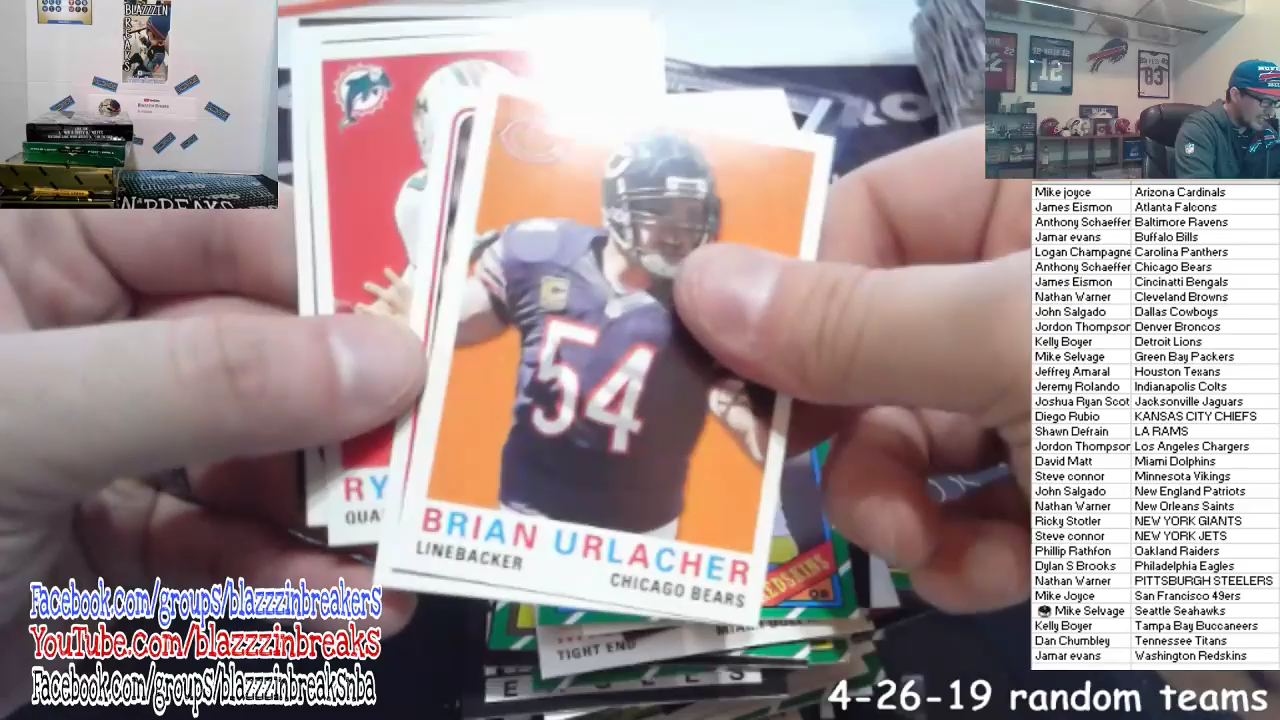 BLAZZZIN
22
12
83
RC
54
BRIAN URLACHER
LINEBACKER
CHICAGO BEARS
RY
QUA
REDSKINS
QB
TIGHT END
Mike joyce Arizona Cardinals
James Eismon Atlanta Falcons
Anthony Schaeffer Baltimore Ravens
Jamar evans Buffalo Bills
Logan Champagne Carolina Panthers
Anthony Schaeffer Chicago Bears
James Eismon Cincinatti Bengals
Nathan Warner Cleveland Browns
John Salgado Dallas Cowboys
Jordon Thompson Denver Broncos
Kelly Boyer Detroit Lions
Mike Selvage Green Bay Packers
Jeffrey Amaral Houston Texans
Jeremy Rolando Indianapolis Colts
Joshua Ryan Scot Jacksonville Jaguars
Diego Rubio KANSAS CITY CHIEFS
Shawn Defrain LA RAMS
Jordon Thompson Los Angeles Chargers
David Matt Miami Dolphins
Steve connor Minnesota Vikings
John Salgado New England Patriots
Nathan Warner New Orleans Saints
Ricky Stotler NEW YORK GIANTS
Steve connor NEW YORK JETS
Phillip Rathfon Oakland Raiders
Dylan S Brooks Philadelphia Eagles
Nathan Warner PITTSBURGH STEELERS
Mike Joyce San Francisco 49ers
Mike Selvage Seattle Seahawks
Kelly Boyer Tampa Bay Buccaneers
Dan Chumbley Tennessee Titans
Jamar evans Washington Redskins
Facebook.com/groups/blazzzinbreakers
YouTube.com/blazzzinbreaks
Facebook.com/groups/blazzzinbreaksnba
4-26-19 random teams